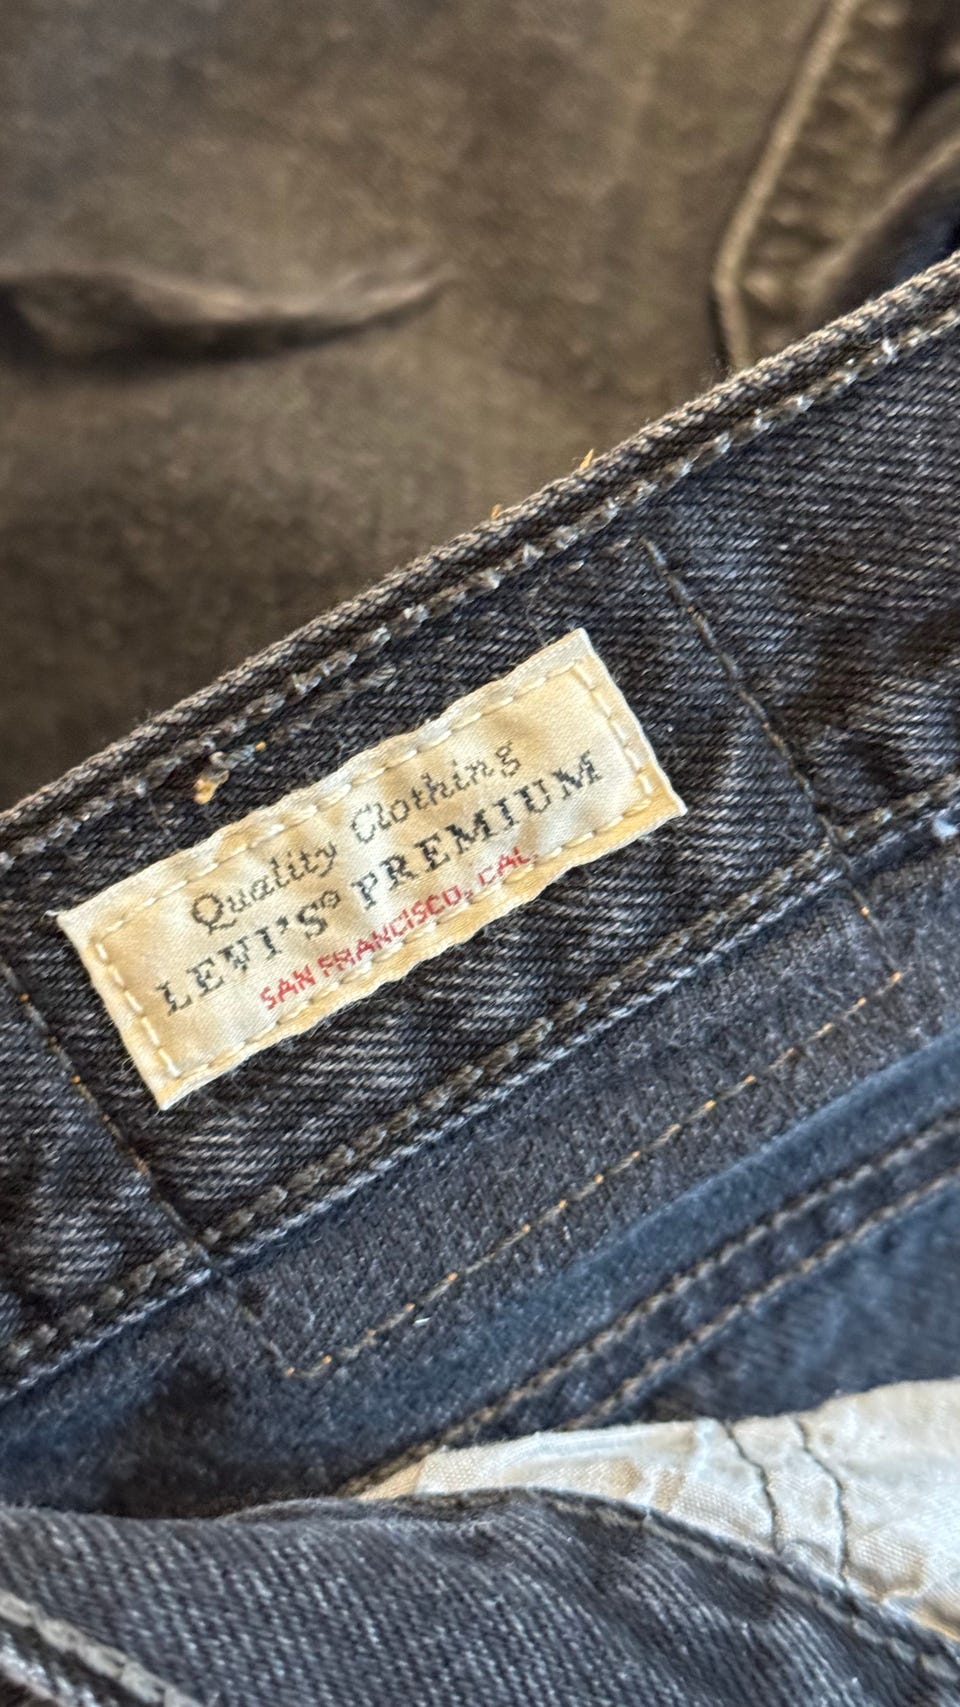 Quality Clothing
LEVI'S® PREMIUM
SAN FRANCISCO, CAL.